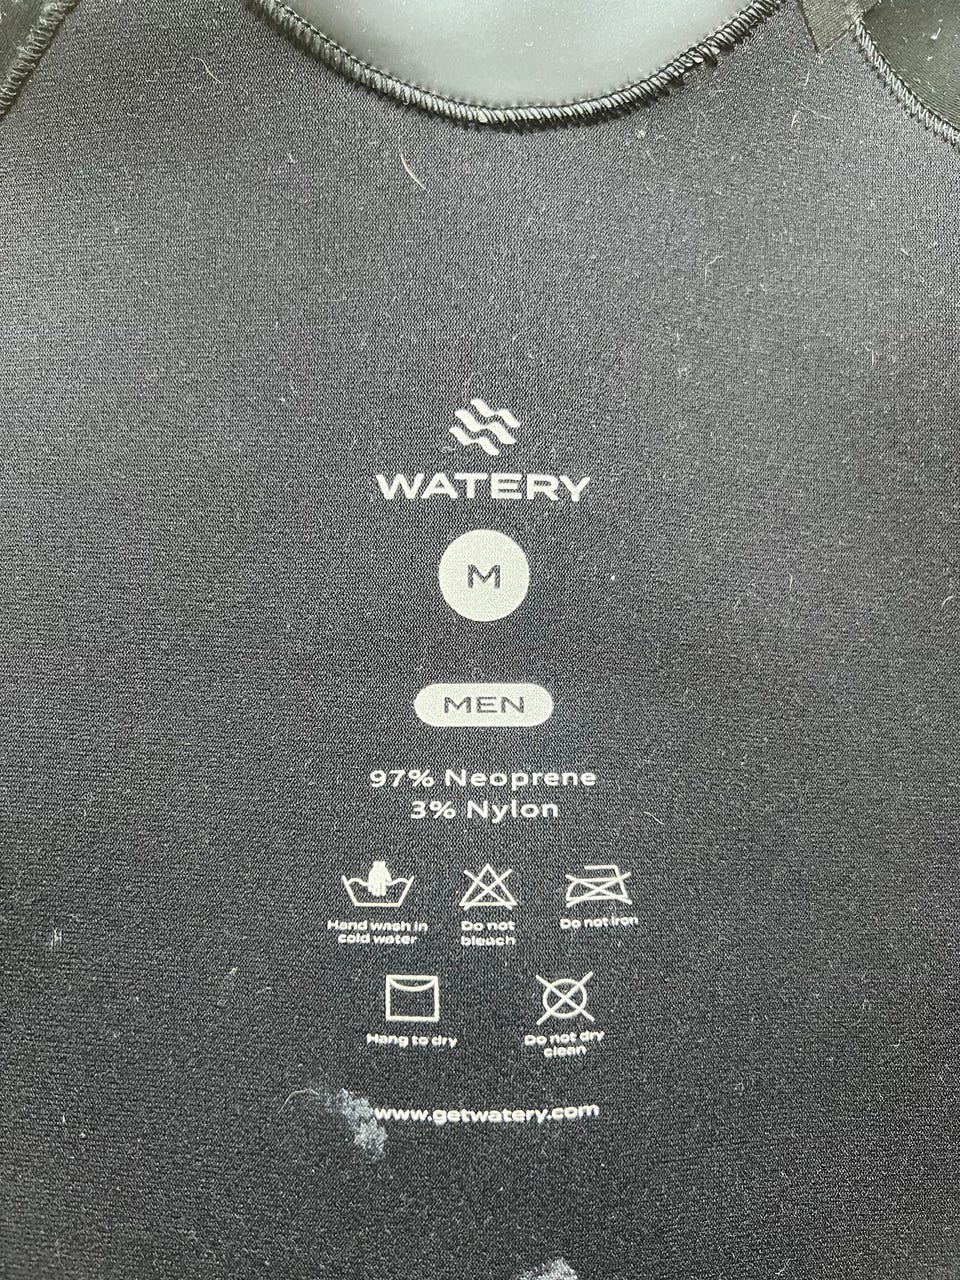 WATERY
M
MEN
97% Neoprene
3% Nylon
Hand wash in
cold water
Do not
bleach
Do not iron
Hang to dry
Do not dry
clean
www.getwatery.com